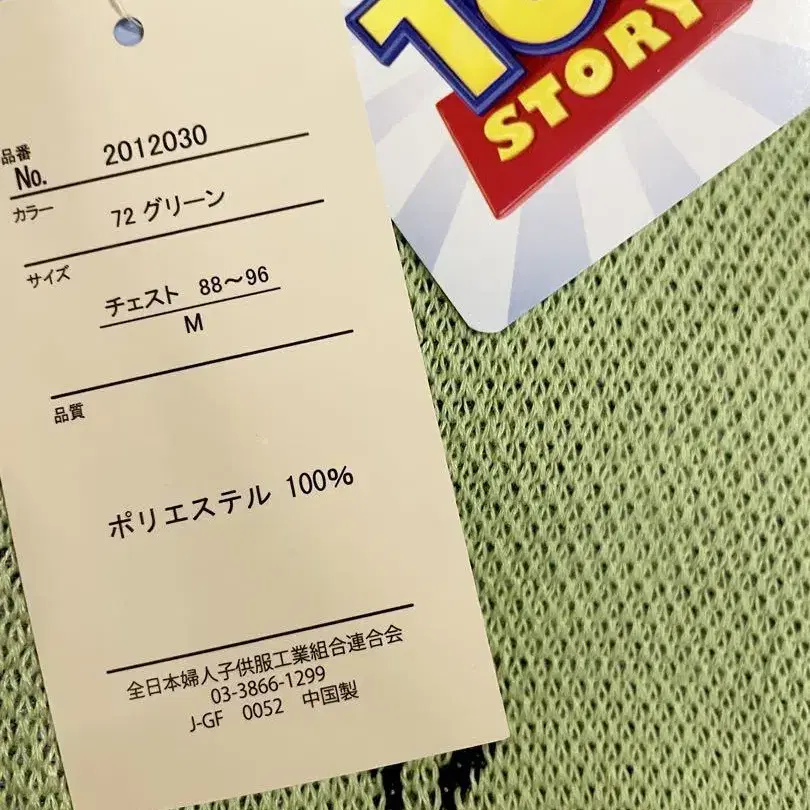 品番
No. 2012030
カラー
72 グリーン
サイズ
チェスト 88～96
M
品質
ポリエステル 100%
全日本婦人子供服工業組合連合会
03-3866-1299
J-GF 0052 中国製
STORY